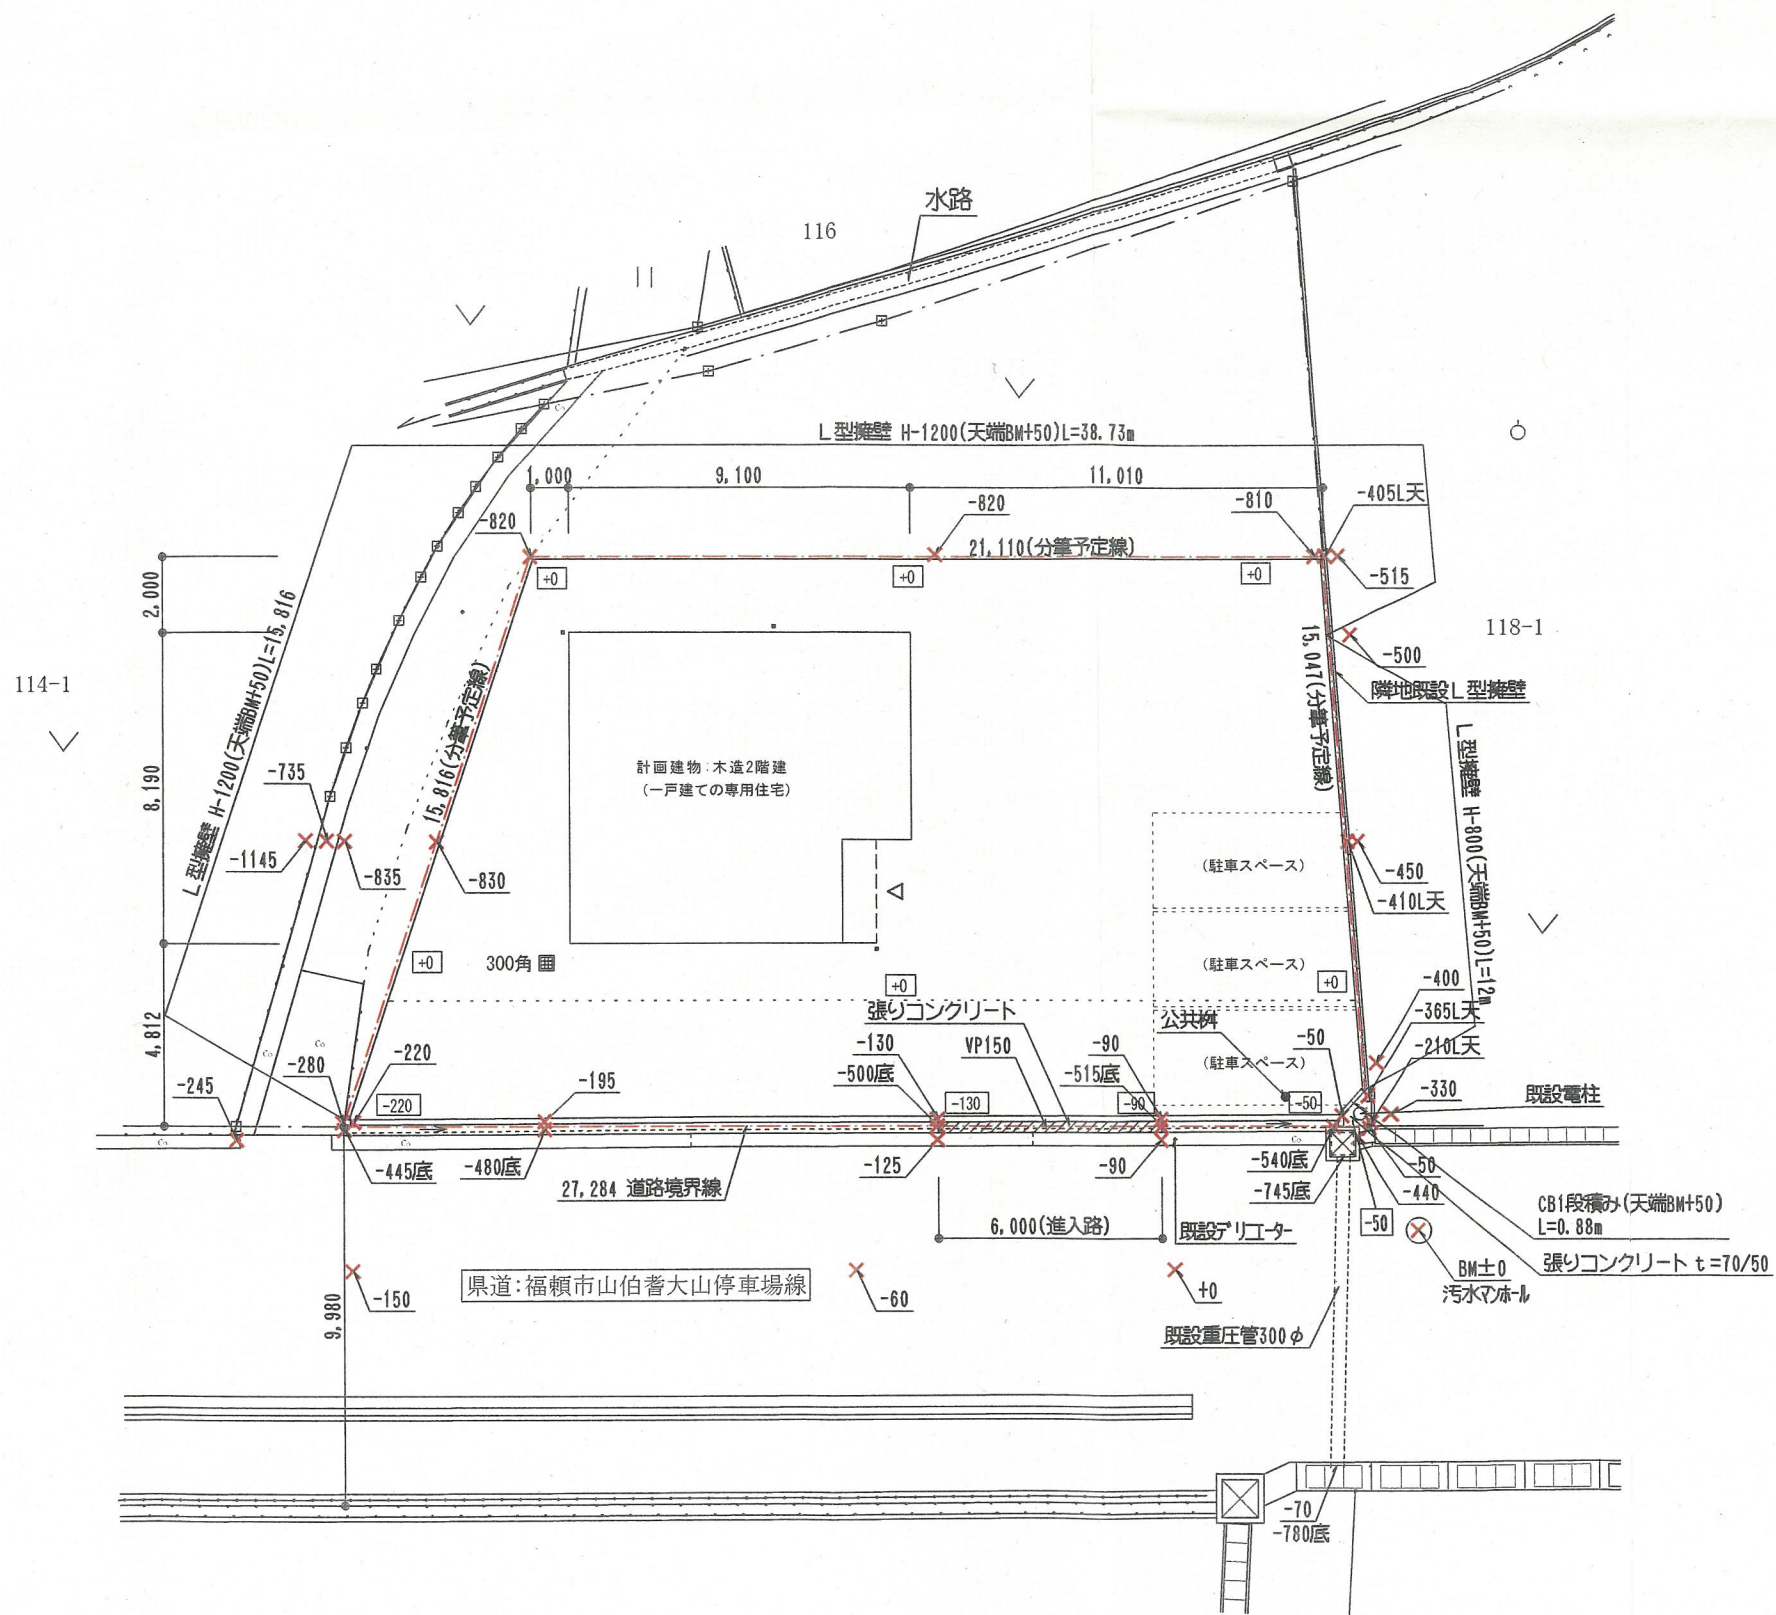 水路
116
L型擁壁 H-1200(天端BM+50)L=38.73m
1,000
9,100
11,010
-820
-820
-810
-405L天
21,110(分筆予定線)
+0
+0
+0
-515
2,000
15,816(分筆予定線)
L型擁壁 H-1200(天端BM+50)L=15,816
15,047(分筆予定線)
118-1
-500
隣地既設L型擁壁
114-1
L型擁壁 H-800(天端BM+50)L=12m
計画建物:木造2階建
(一戸建ての専用住宅)
8,190
-735
-1145
-835
-830
(駐車スペース)
-450
-410L天
+0
300角
+0
(駐車スペース)
+0
-400
張りコンクリート
公共桝
-365L天
4,812
-280
-220
-130
VP150
-90
-50
-210L天
(駐車スペース)
-245
-195
-500底
-515底
-330
既設電柱
-220
-130
-90
-50
Co
Co
Co
Co
Co
Co
-445底
-480底
-125
-90
-540底
-50
27,284 道路境界線
-745底
-440
CB1段積み(天端BM+50)
L=0.88m
6,000(進入路)
既設デリエーター
-50
張りコンクリート t=70/50
BM±0
汚水マンホール
県道:福頼市山伯耆大山停車場線
-150
-60
+0
9,980
既設重圧管300φ
-70
-780底